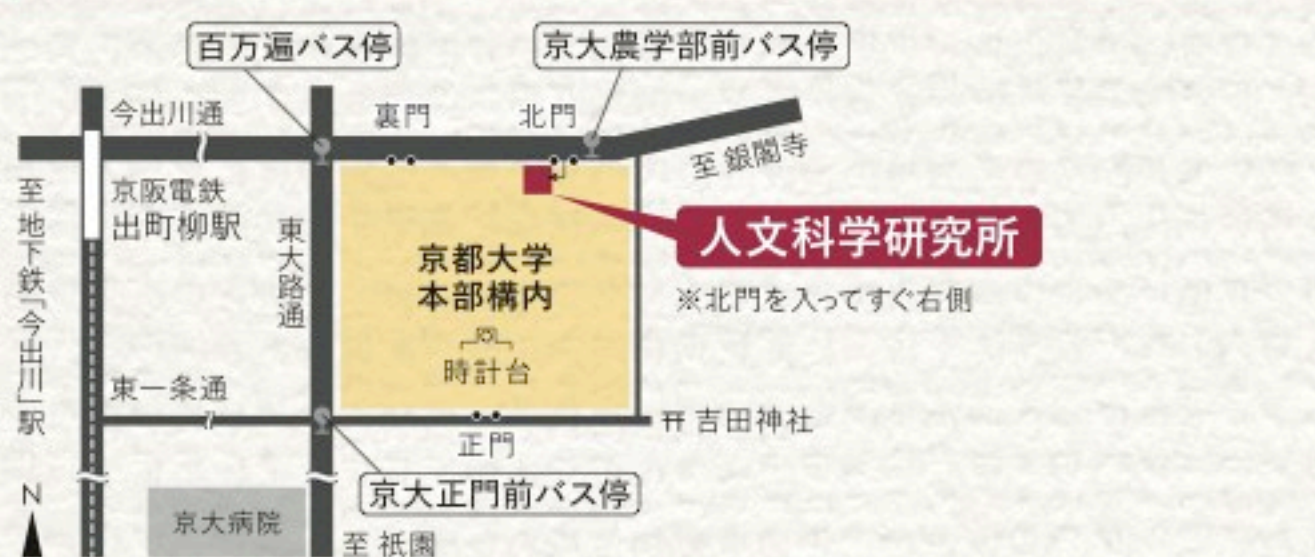 百万遍バス停
京大農学部前バス停
今出川通
裏門
北門
至 銀閣寺
至 地下鉄「今出川」駅
京阪電鉄
出町柳駅
東大路通
京都大学
本部構内
時計台
人文科学研究所
※北門を入ってすぐ右側
東一条通
正門
吉田神社
京大正門前バス停
N
京大病院
至 祇園